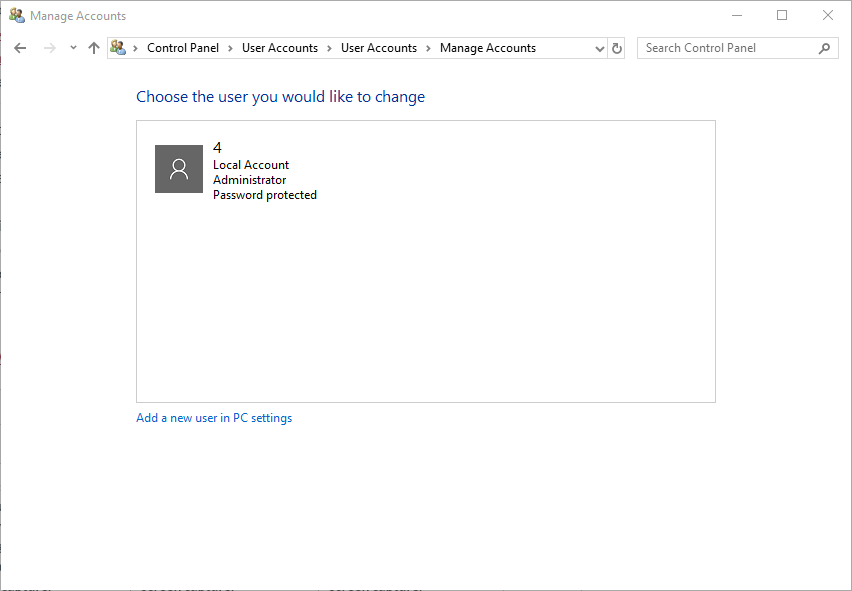 Manage Accounts
Control Panel > User Accounts > User Accounts > Manage Accounts
Search Control Panel
Choose the user you would like to change
4
Local Account
Administrator
Password protected
Add a new user in PC settings